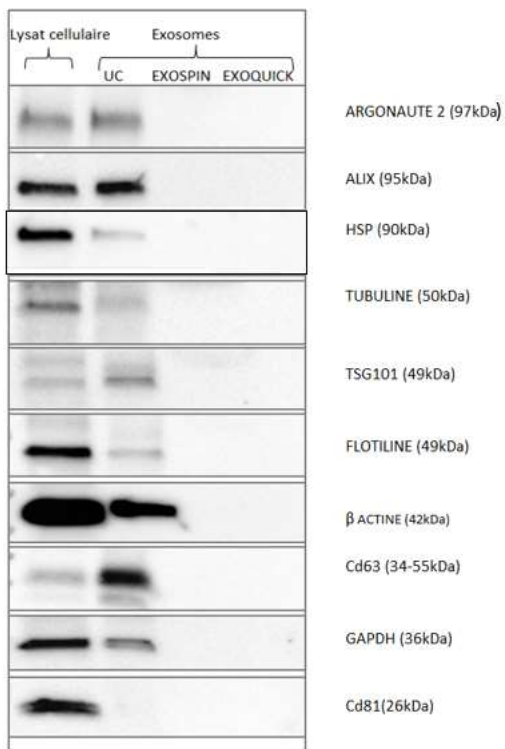 Lysat cellulaire Exosomes
UC EXOSPIN EXOQUICK
ARGONAUTE 2 (97kDa)
ALIX (95kDa)
HSP (90kDa)
TUBULINE (50kDa)
TSG101 (49kDa)
FLOTILINE (49kDa)
β ACTINE (42kDa)
Cd63 (34-55kDa)
GAPDH (36kDa)
Cd81(26kDa)